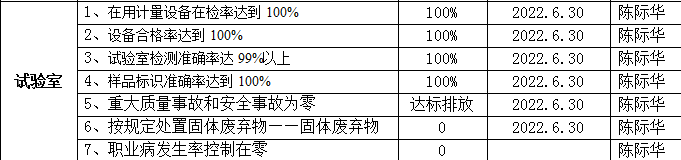 1、在用计量设备在检率达到 100% 100% 2022.6.30 陈际华
2、设备合格率达到 100% 100% 2022.6.30 陈际华
3、试验室检测准确率达 99%以上 100% 2022.6.30 陈际华
试验室 4、样品标识准确率达到 100% 100% 2022.6.30 陈际华
5、重大质量事故和安全事故为零 达标排放 2022.6.30 陈际华
6、按规定处置固体废弃物——固体废弃物 0 2022.6.30 陈际华
7、职业病发生率控制在零 0 陈际华